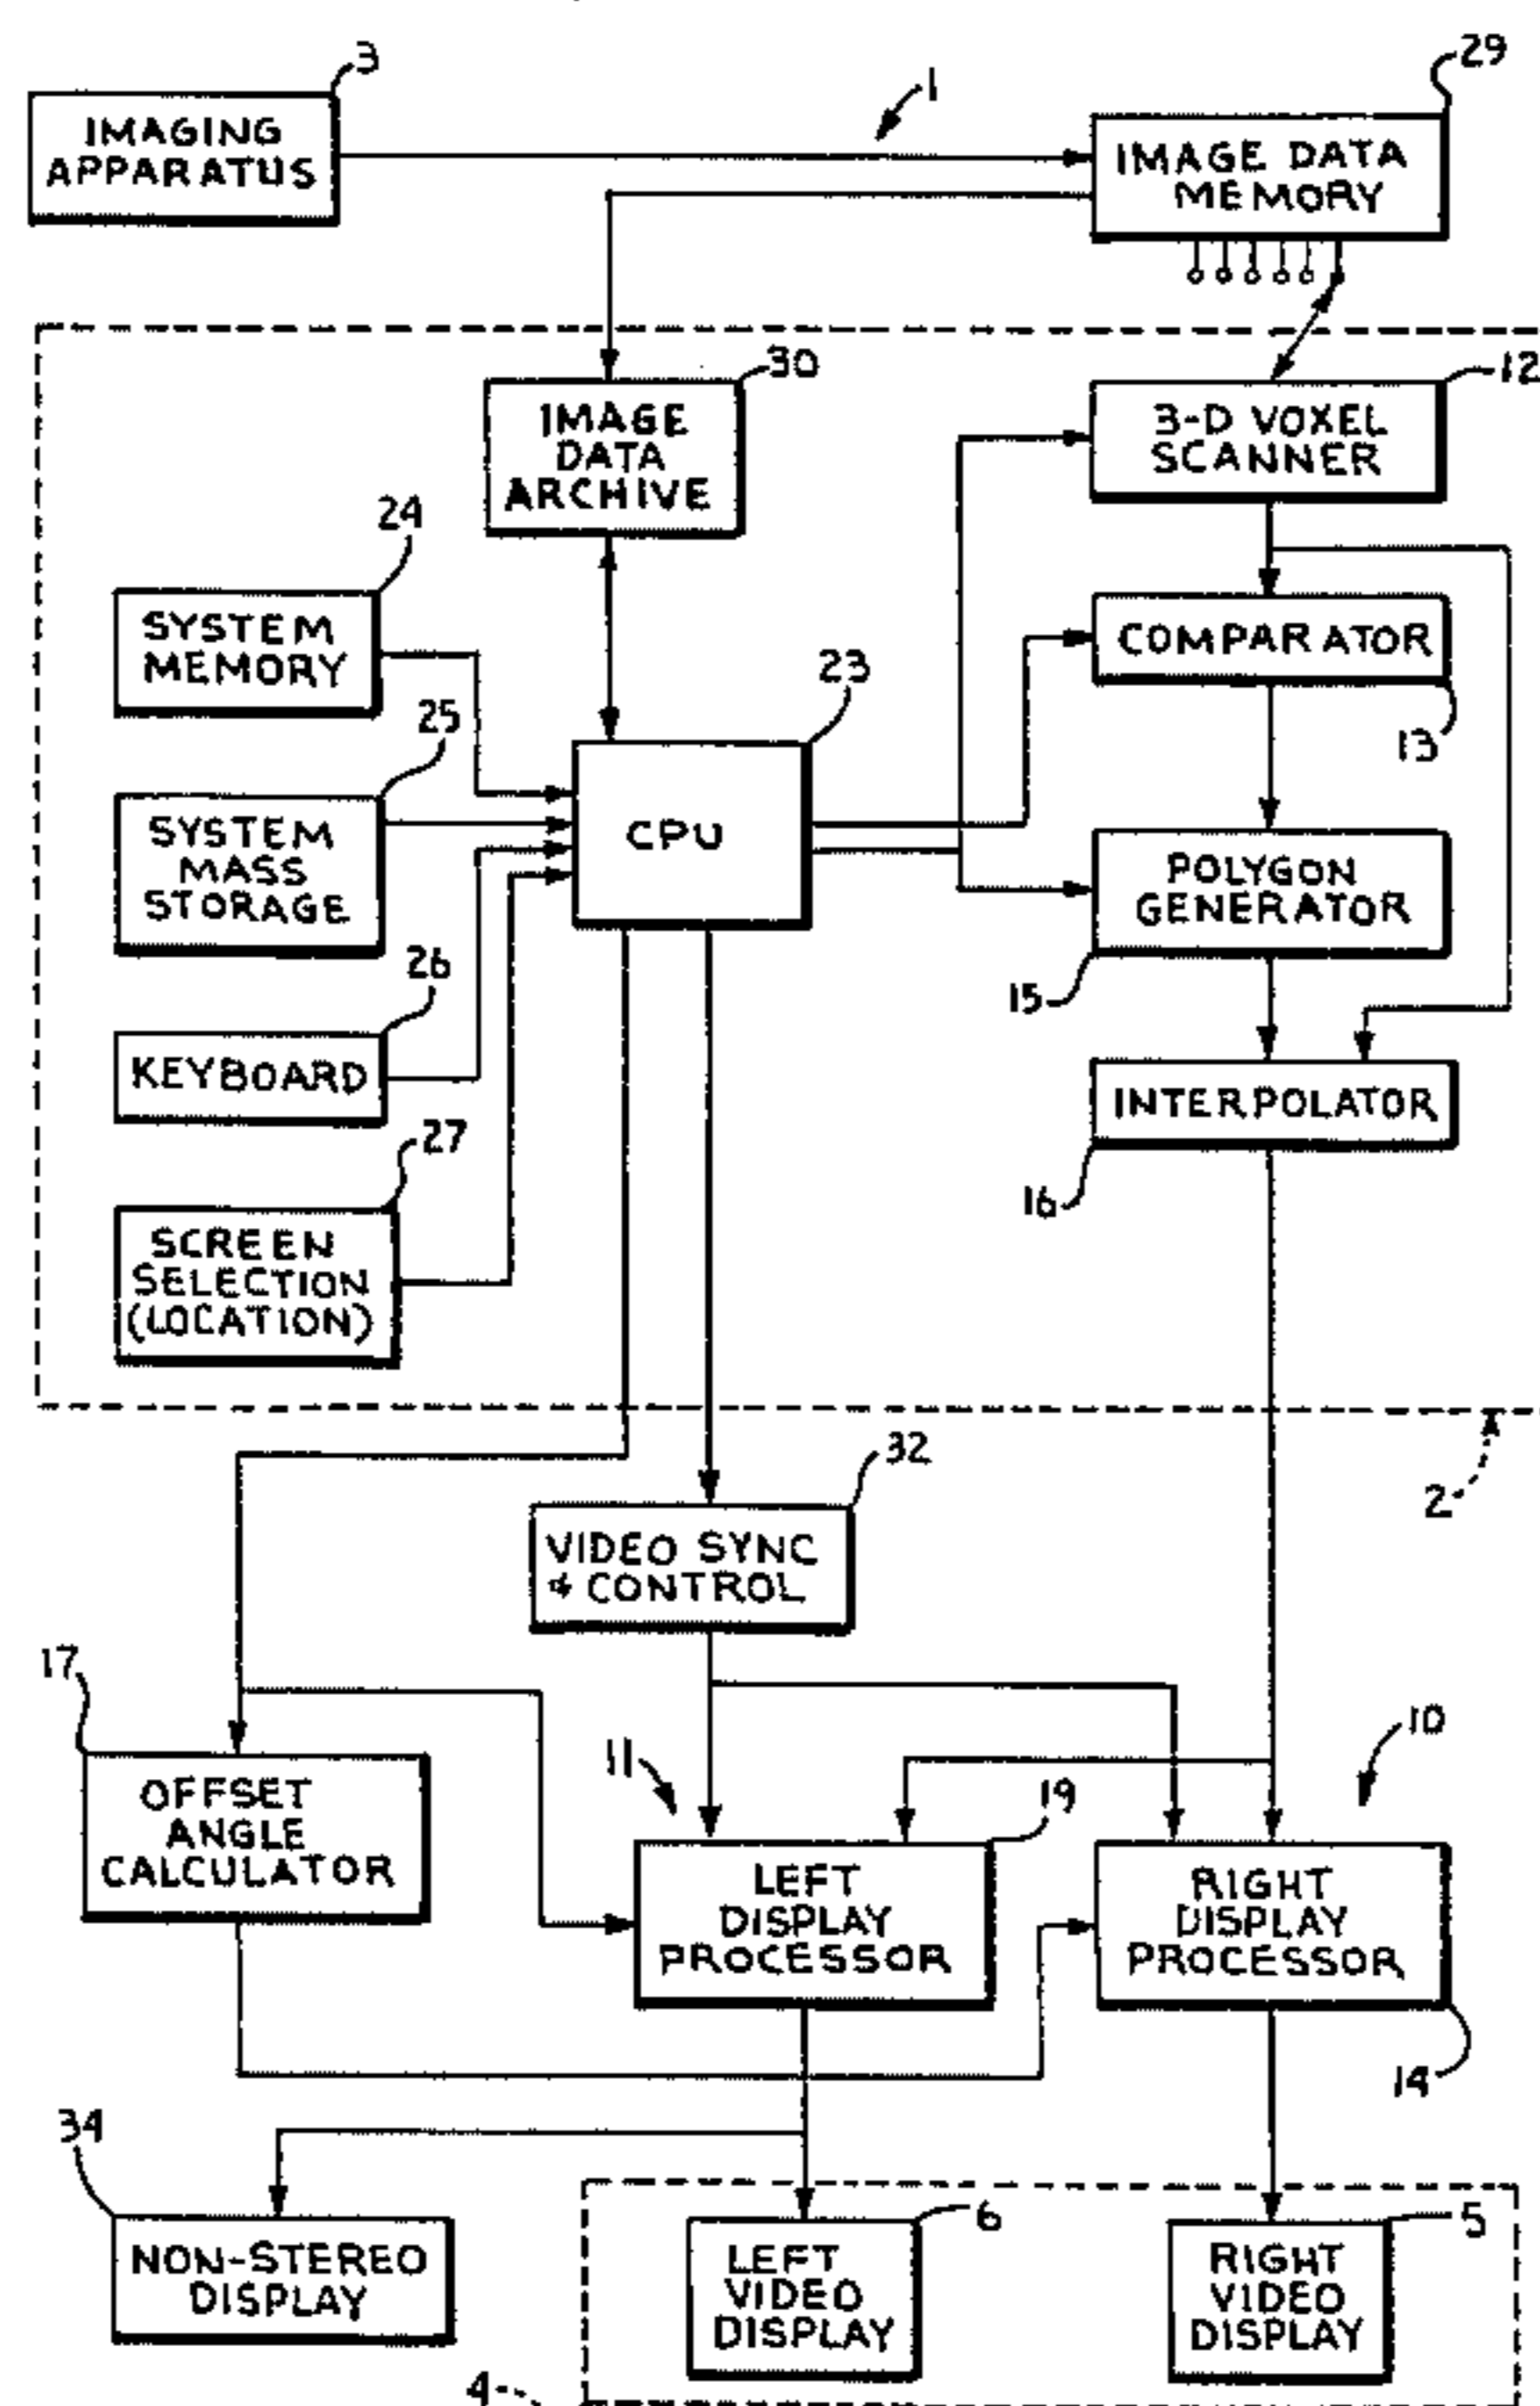 3
1
29
IMAGING
APPARATUS
IMAGE DATA
MEMORY
30
12
IMAGE
DATA
ARCHIVE
3-D VOXEL
SCANNER
24
SYSTEM
MEMORY
COMPARATOR
23
25
13
SYSTEM
MASS
STORAGE
CPU
POLYGON
GENERATOR
26
15
KEYBOARD
INTERPOLATOR
27
16
SCREEN
SELECTION
(LOCATION)
32
2
VIDEO SYNC
& CONTROL
17
10
11
19
OFFSET
ANGLE
CALCULATOR
LEFT
DISPLAY
PROCESSOR
RIGHT
DISPLAY
PROCESSOR
14
34
6
5
NON-STEREO
DISPLAY
LEFT
VIDEO
DISPLAY
RIGHT
VIDEO
DISPLAY
4